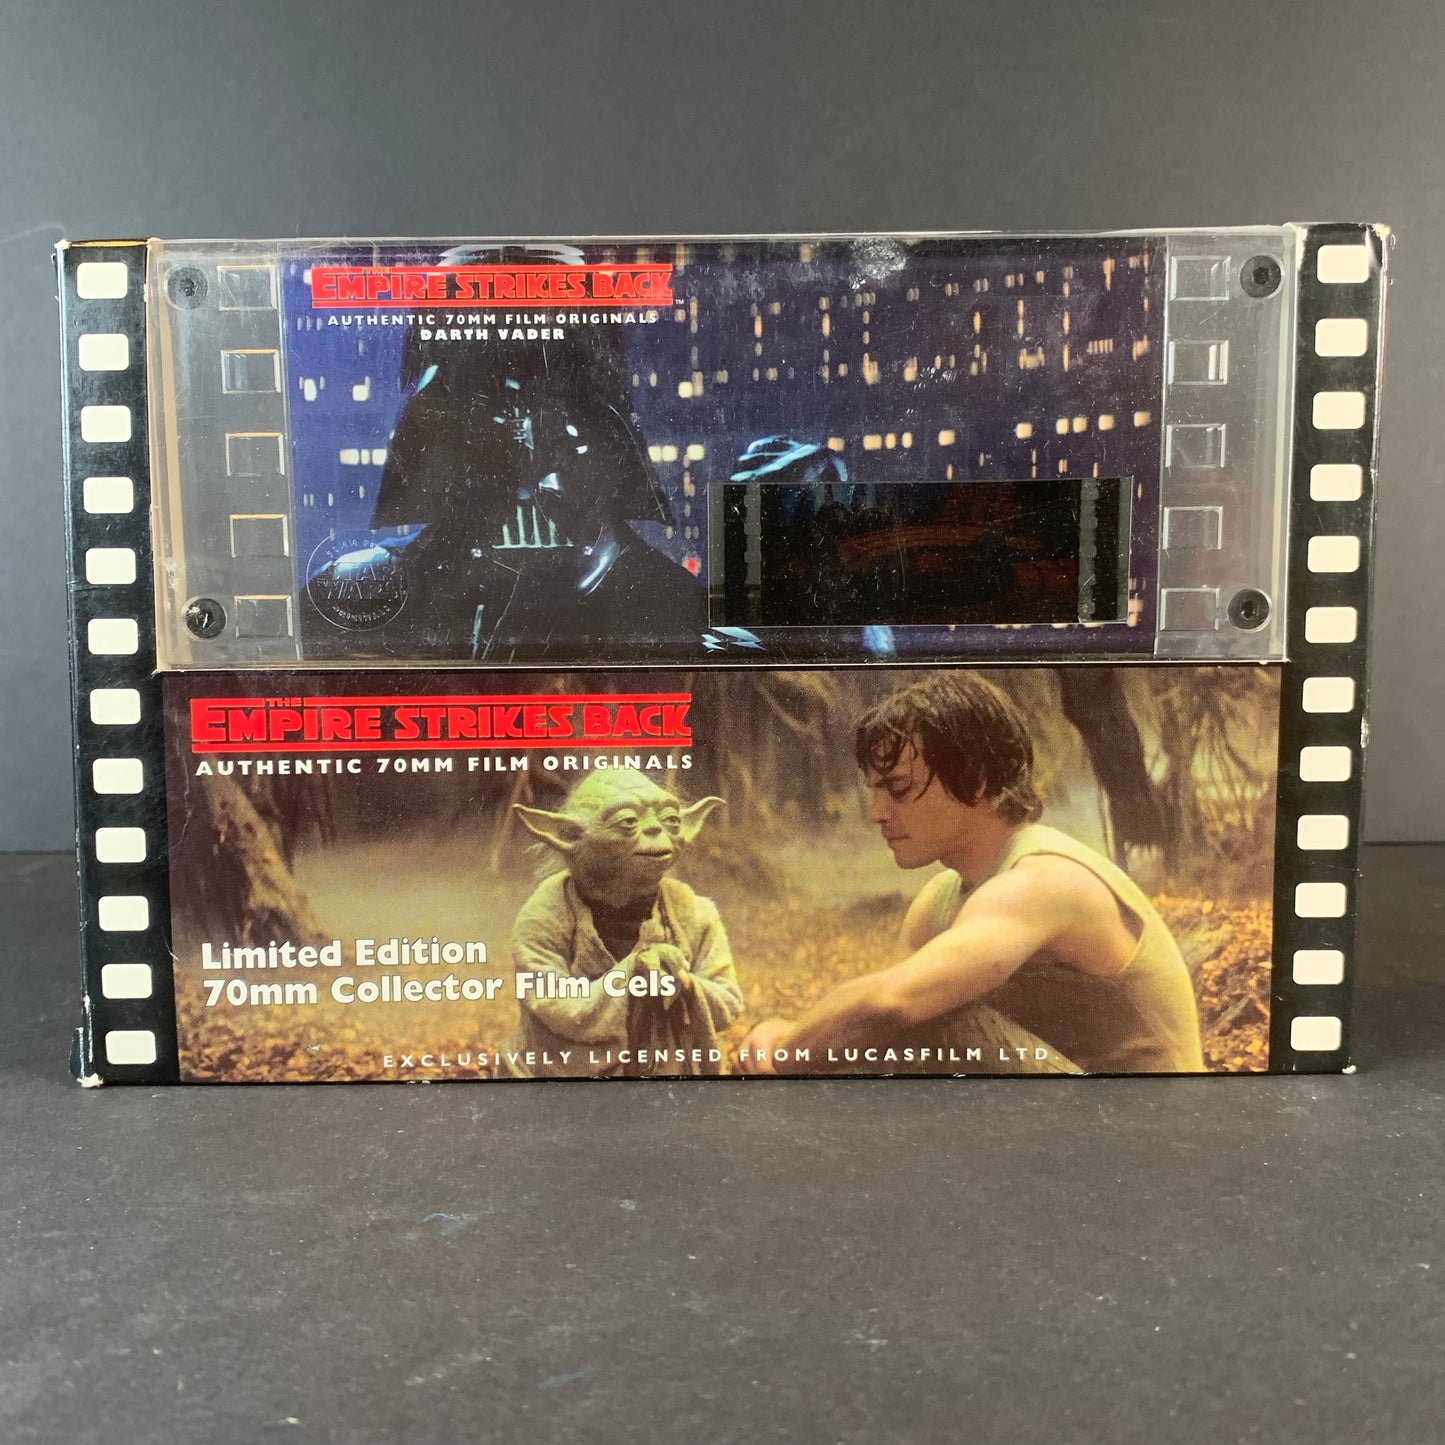 THE
EMPIRE STRIKES BACK™
AUTHENTIC 70MM FILM ORIGINALS
DARTH VADER
STAR
WARS
THE
EMPIRE STRIKES BACK
AUTHENTIC 70MM FILM ORIGINALS
Limited Edition
70mm Collector Film Cels
EXCLUSIVELY LICENSED FROM LUCASFILM LTD.